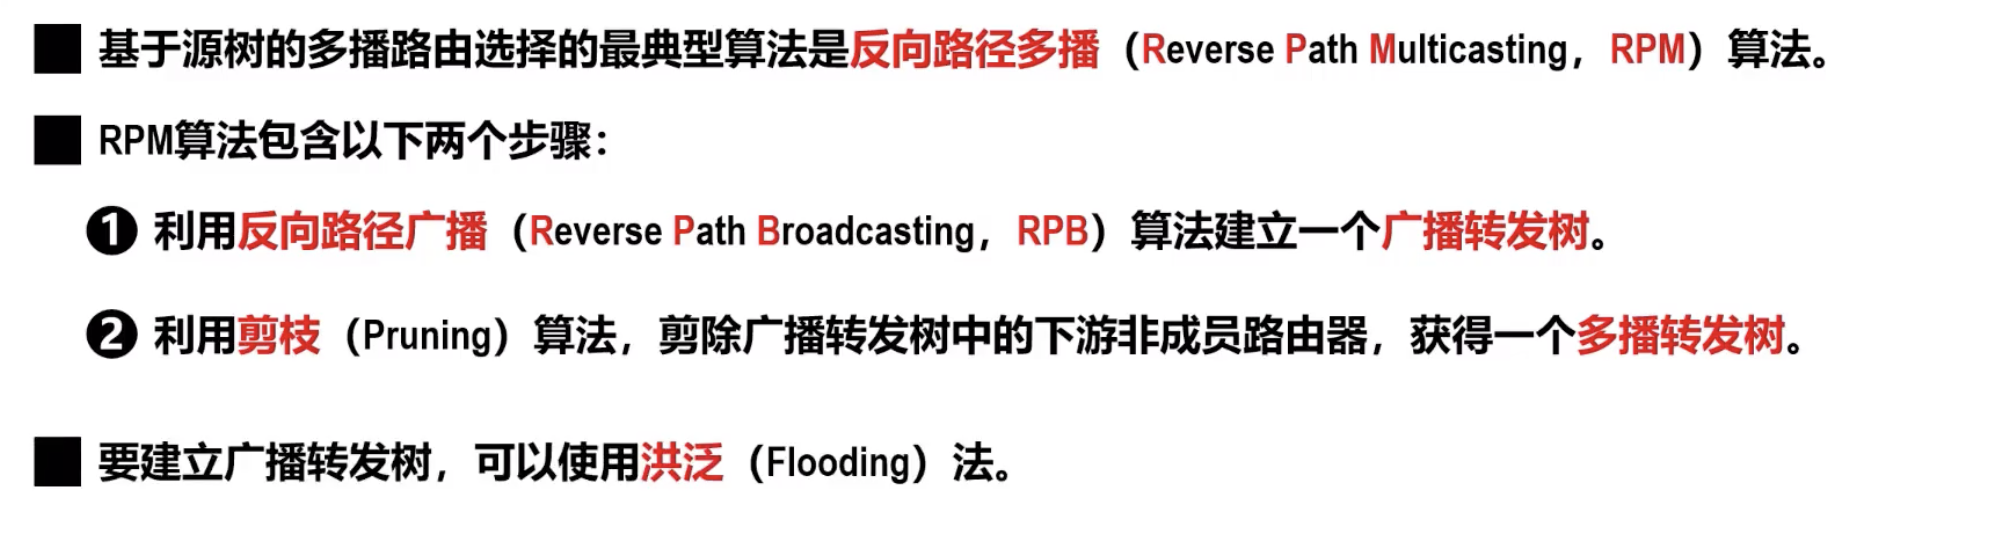 基于源树的多播路由选择的最典型算法是反向路径多播（Reverse Path Multicasting，RPM）算法。
RPM算法包含以下两个步骤：
❶ 利用反向路径广播（Reverse Path Broadcasting，RPB）算法建立一个广播转发树。
❷ 利用剪枝（Pruning）算法，剪除广播转发树中的下游非成员路由器，获得一个多播转发树。
要建立广播转发树，可以使用洪泛（Flooding）法。